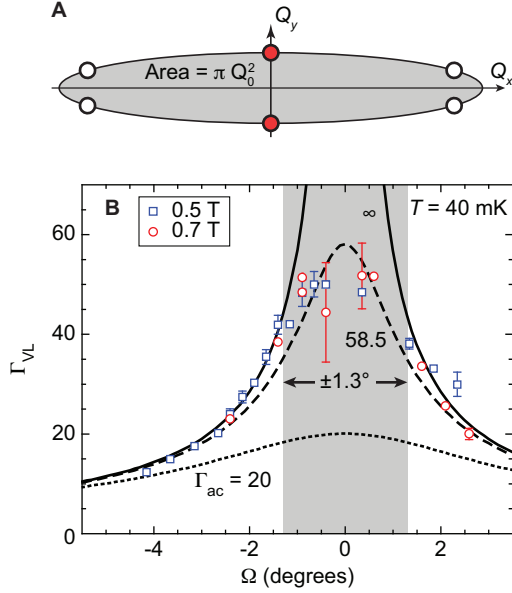 A
Q_y
Area = π Q_0^2
Q_x
B
0.5 T
0.7 T
∞
T = 40 mK
60
40
20
0
Γ_VL
58.5
±1.3°
Γ_ac = 20
-4
-2
0
2
Ω (degrees)